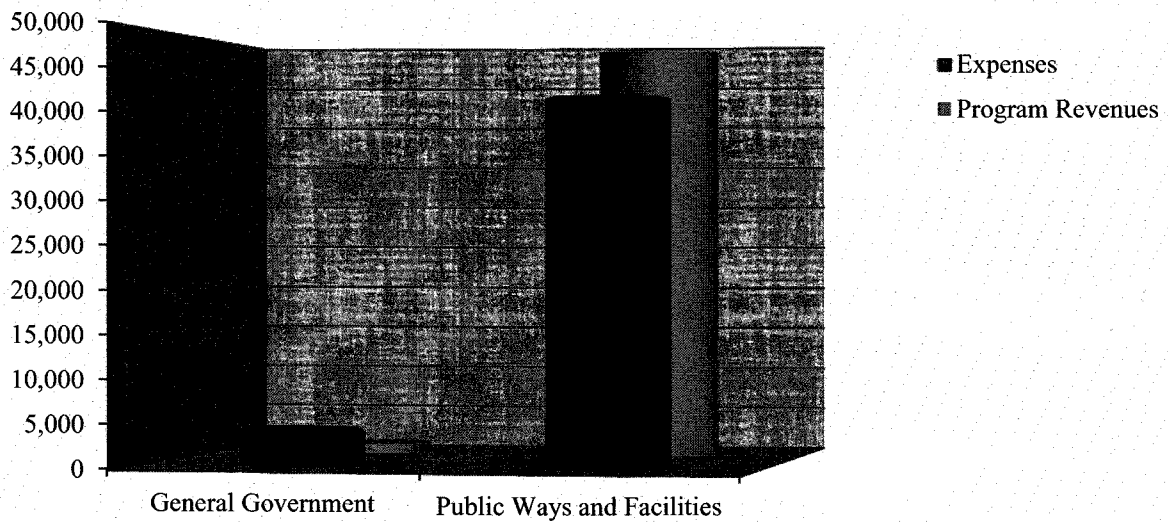 50,000
45,000
40,000
35,000
30,000
25,000
20,000
15,000
10,000
5,000
0
General Government
Public Ways and Facilities
Expenses
Program Revenues